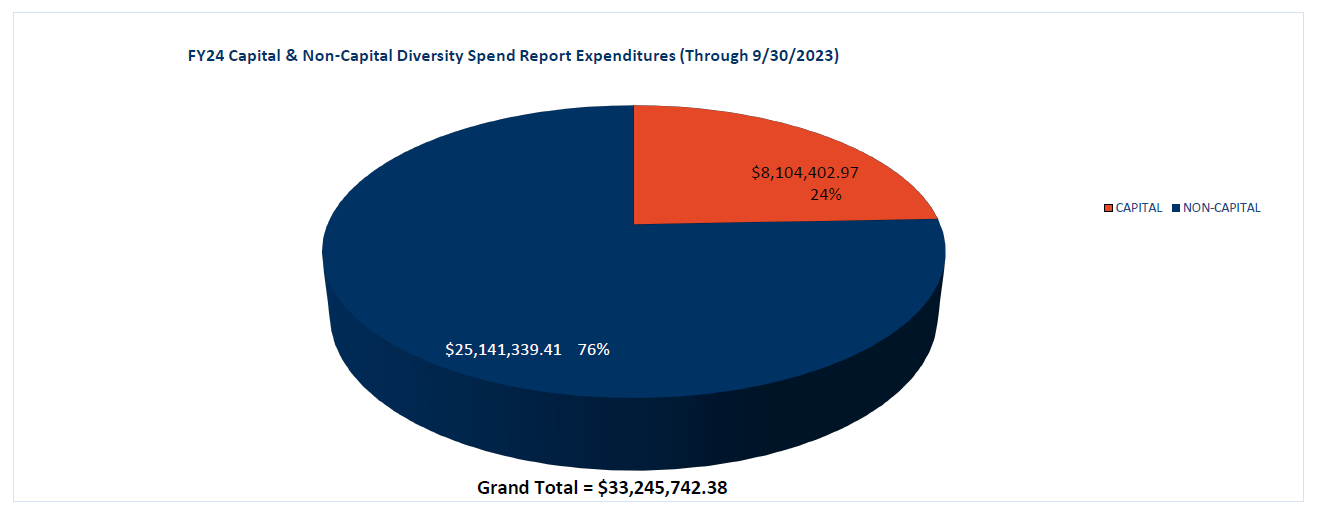 FY24 Capital & Non-Capital Diversity Spend Report Expenditures (Through 9/30/2023)
$8,104,402.97
24%
CAPITAL NON-CAPITAL
$25,141,339.41 76%
Grand Total = $33,245,742.38